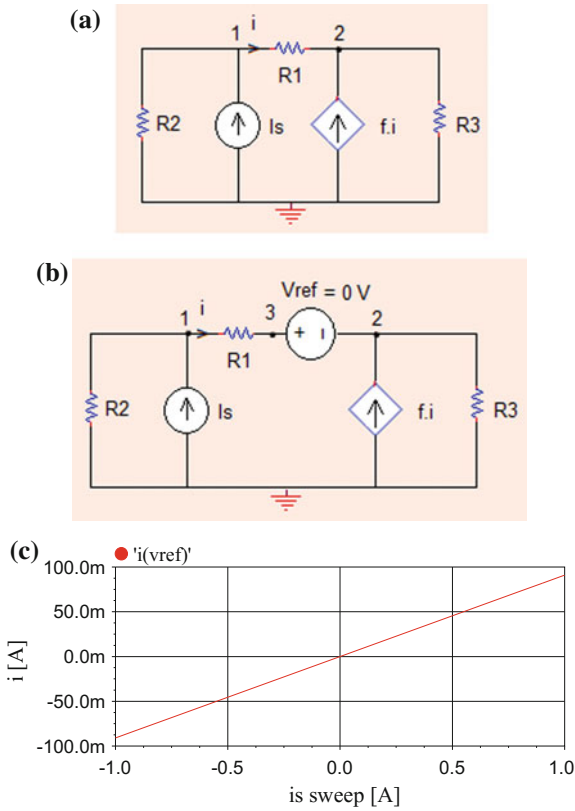 (a)
1
i
2
R1
R2
Is
f.i
R3
(b)
Vref = 0 V
1
i
3
2
+
R1
R2
Is
f.i
R3
(c)
'i(vref)'
100.0m
50.0m
0.0m
-50.0m
-100.0m
i [A]
-1.0
-0.5
0.0
0.5
1.0
is sweep [A]